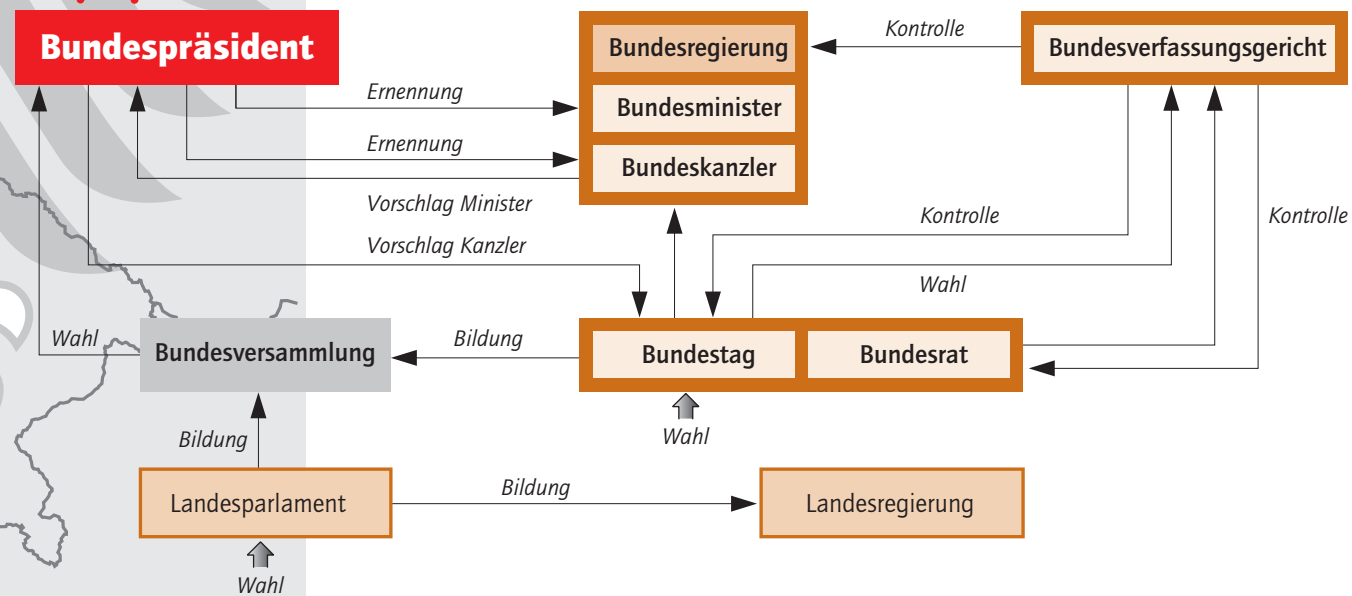 Bundespräsident
Bundesregierung
Kontrolle
Bundesverfassungsgericht
Ernennung
Bundesminister
Ernennung
Bundeskanzler
Vorschlag Minister
Kontrolle
Kontrolle
Vorschlag Kanzler
Wahl
Wahl
Bundesversammlung
Bildung
Bundestag
Bundesrat
Bildung
Wahl
Landesparlament
Bildung
Landesregierung
Wahl